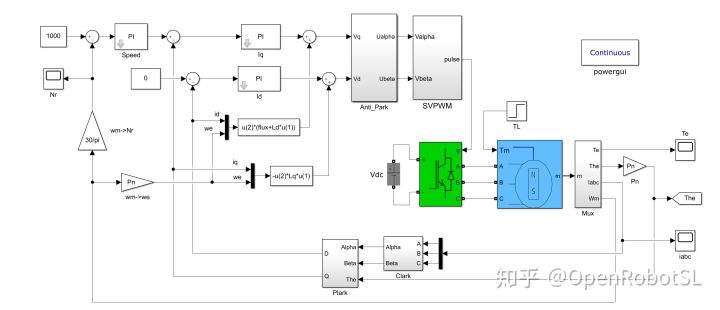 1000
PI
Speed
PI
Iq
0
PI
Id
Nr
30/pi
wm->Nr
id
we
u(2)*(flux+Ld*u(1))
iq
we
-u(2)*Lq*u(1)
Pn
wm->we
Vq
Vd
Ualpha
Ubeta
Anti_Park
Valpha
Vbeta
pulse
SVPWM
Continuous
powergui
TL
Vdc
+
-
g
A
B
C
Tm
A
B
C
N
S
m
m
Te
The
Iabc
Wm
Mux
Te
Pn
Pn
The
iabc
D
Q
Alpha
Beta
The
Park
Alpha
Beta
A
B
C
Clark
A
B
C
知乎 @OpenRobotSL